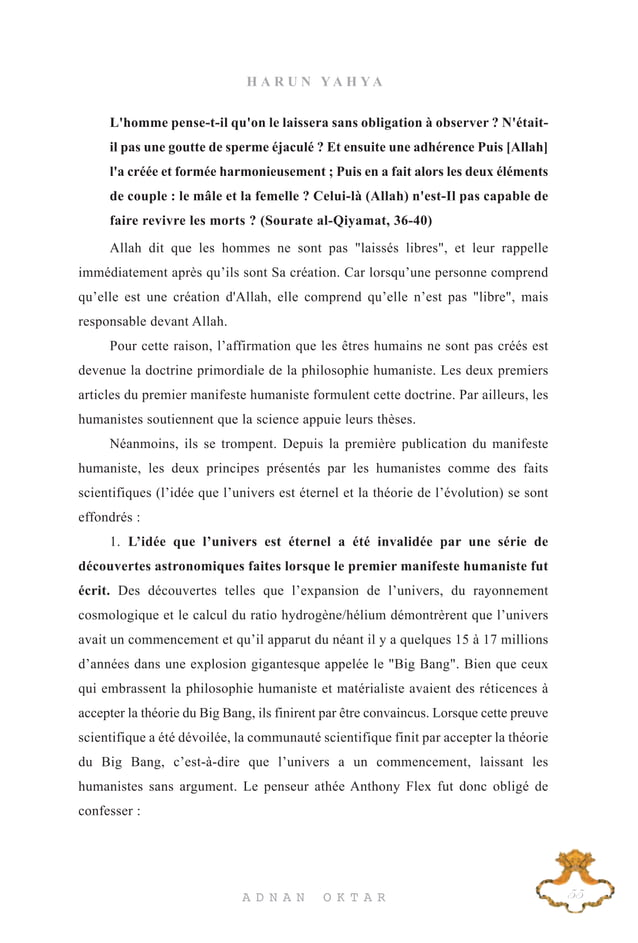 HARUN YAHYA
L'homme pense-t-il qu'on le laissera sans obligation à observer ? N'était-
il pas une goutte de sperme éjaculé ? Et ensuite une adhérence Puis [Allah]
l'a créée et formée harmonieusement ; Puis en a fait alors les deux éléments
de couple : le mâle et la femelle ? Celui-là (Allah) n'est-Il pas capable de
faire revivre les morts ? (Sourate al-Qiyamat, 36-40)
Allah dit que les hommes ne sont pas "laissés libres", et leur rappelle
immédiatement après qu’ils sont Sa création. Car lorsqu’une personne comprend
qu’elle est une création d'Allah, elle comprend qu’elle n’est pas "libre", mais
responsable devant Allah.
Pour cette raison, l’affirmation que les êtres humains ne sont pas créés est
devenue la doctrine primordiale de la philosophie humaniste. Les deux premiers
articles du premier manifeste humaniste formulent cette doctrine. Par ailleurs, les
humanistes soutiennent que la science appuie leurs thèses.
Néanmoins, ils se trompent. Depuis la première publication du manifeste
humaniste, les deux principes présentés par les humanistes comme des faits
scientifiques (l’idée que l’univers est éternel et la théorie de l’évolution) se sont
effondrés :
1. L’idée que l’univers est éternel a été invalidée par une série de
découvertes astronomiques faites lorsque le premier manifeste humaniste fut
écrit. Des découvertes telles que l’expansion de l’univers, du rayonnement
cosmologique et le calcul du ratio hydrogène/hélium démontrèrent que l’univers
avait un commencement et qu’il apparut du néant il y a quelques 15 à 17 millions
d’années dans une explosion gigantesque appelée le "Big Bang". Bien que ceux
qui embrassent la philosophie humaniste et matérialiste avaient des réticences à
accepter la théorie du Big Bang, ils finirent par être convaincus. Lorsque cette preuve
scientifique a été dévoilée, la communauté scientifique finit par accepter la théorie
du Big Bang, c’est-à-dire que l’univers a un commencement, laissant les
humanistes sans argument. Le penseur athée Anthony Flex fut donc obligé de
confesser :
ADNAN OKTAR
55